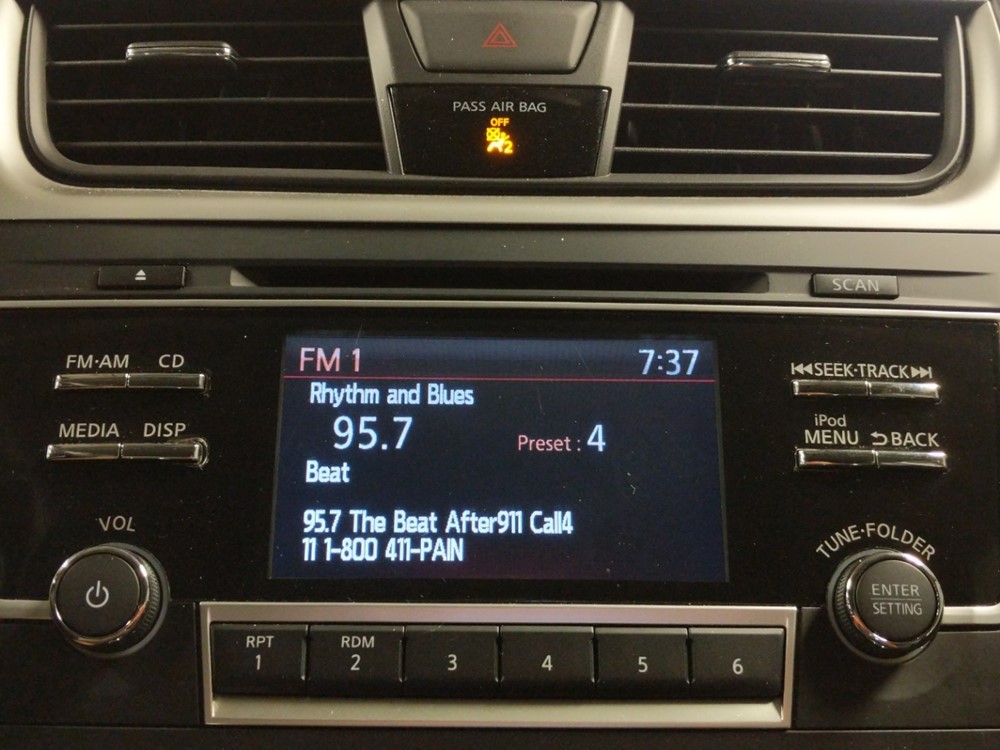 PASS AIR BAG
OFF
2
SCAN
FM·AM CD
MEDIA DISP
VOL
FM 1 7:37
Rhythm and Blues
95.7 Preset : 4
Beat
95.7 The Beat After911 Call4
11 1-800 411-PAIN
SEEK·TRACK
iPod
MENU BACK
TUNE·FOLDER
ENTER
SETTING
RPT RDM
1 2 3 4 5 6